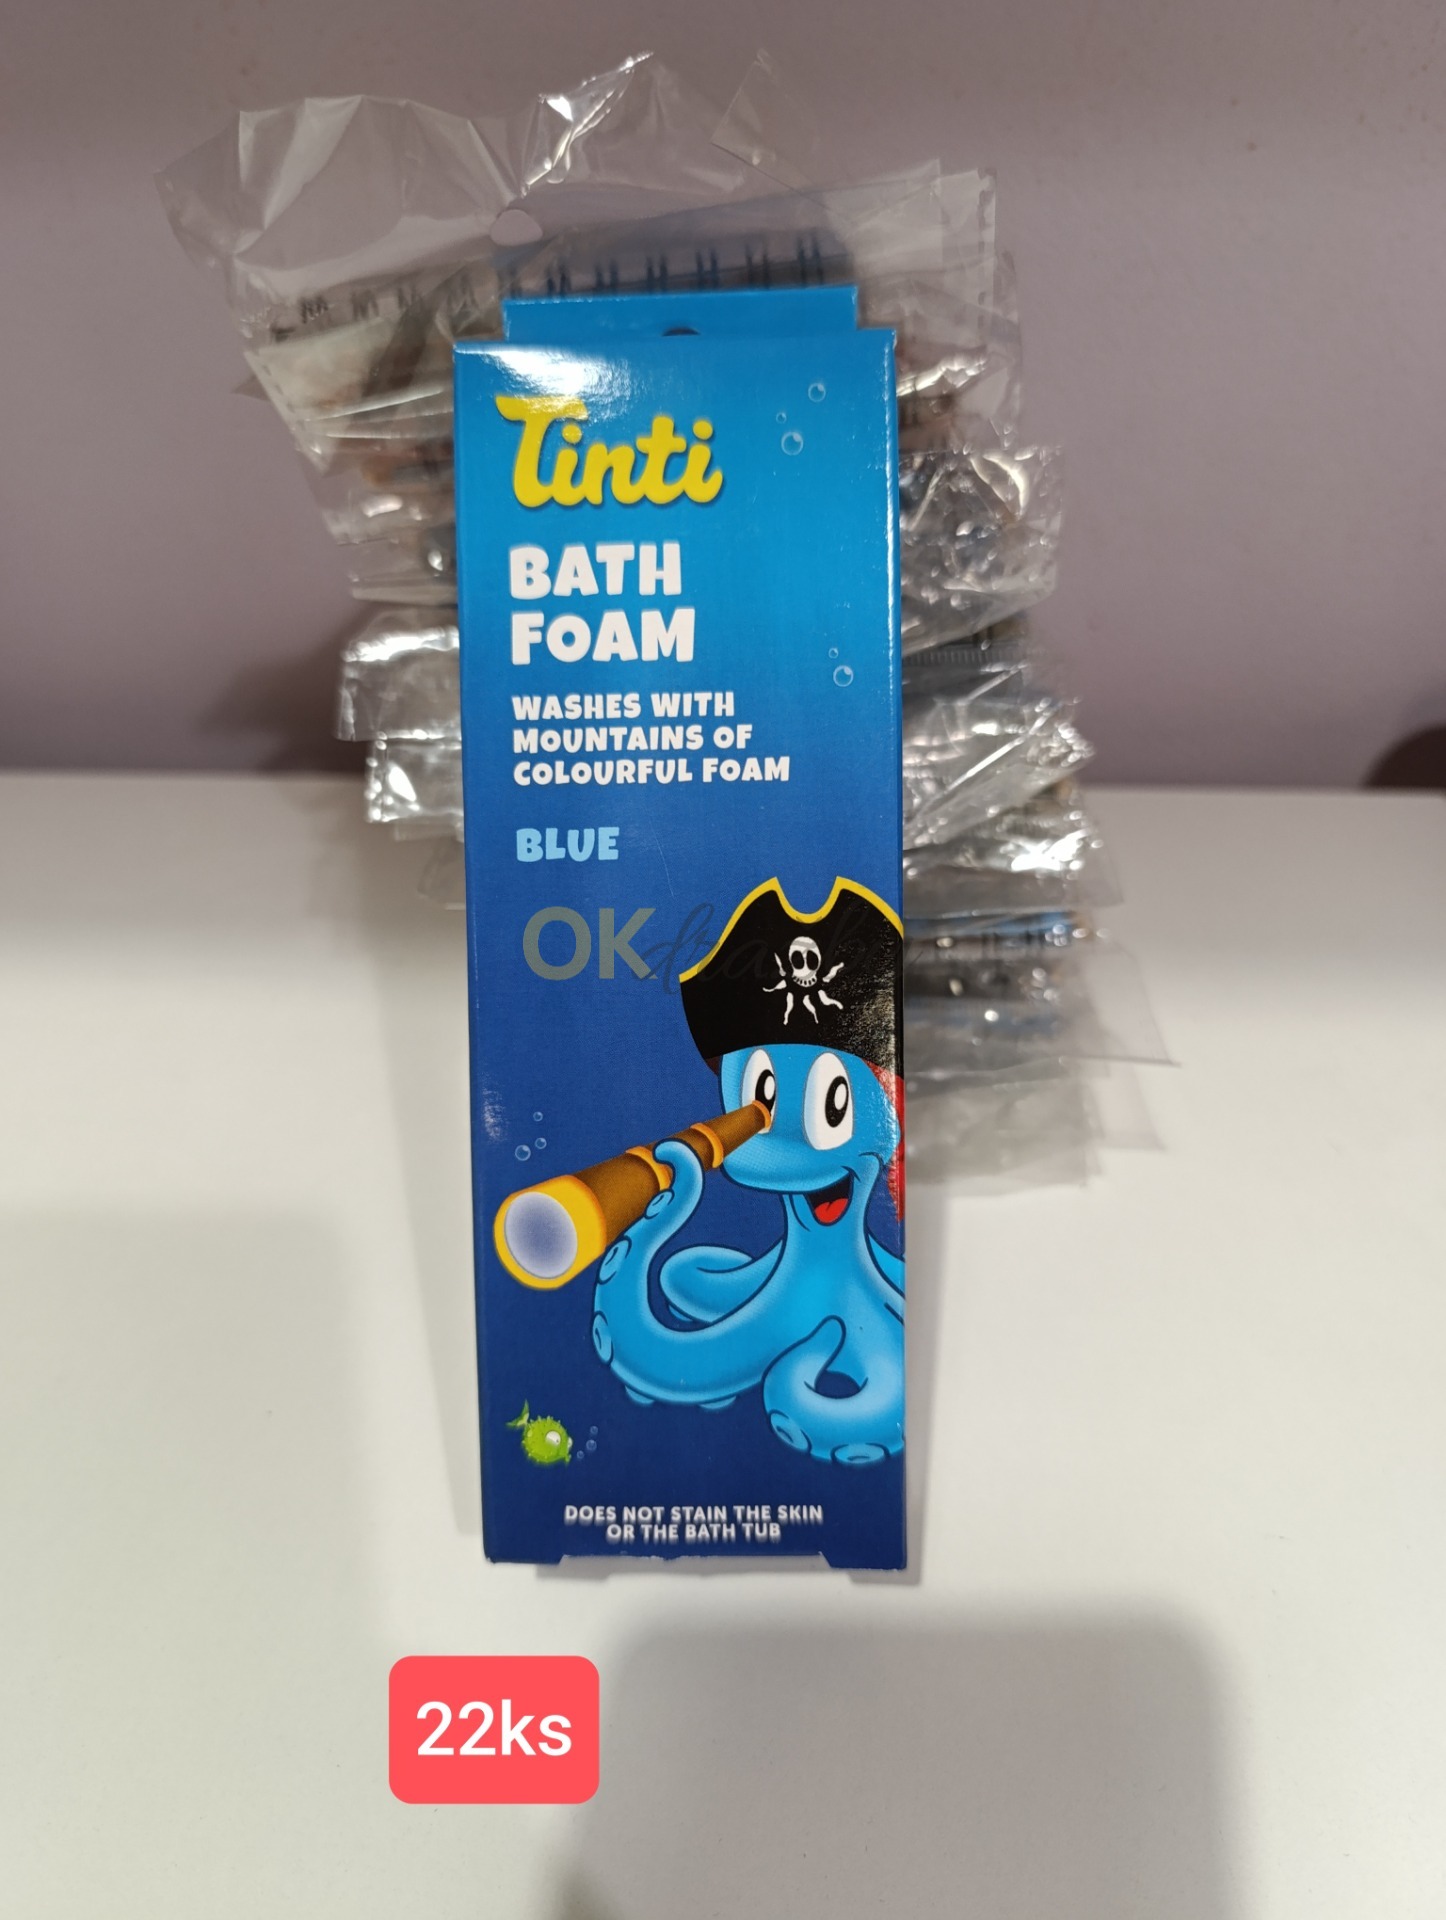 Tinti
BATH
FOAM
WASHES WITH
MOUNTAINS OF
COLOURFUL FOAM
BLUE
OKdrazby
DOES NOT STAIN THE SKIN
OR THE BATH TUB
22ks